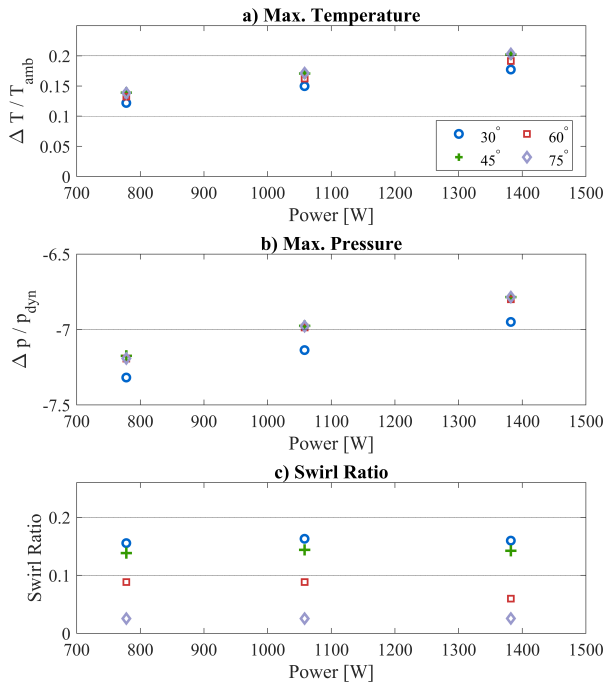 a) Max. Temperature
Δ T / T_amb
0.2
0.15
0.1
0.05
0
30° 60°
45° 75°
700 800 900 1000 1100 1200 1300 1400 1500
Power [W]
b) Max. Pressure
Δ p / p_dyn
-6.5
-7
-7.5
700 800 900 1000 1100 1200 1300 1400 1500
Power [W]
c) Swirl Ratio
Swirl Ratio
0.2
0.1
0
700 800 900 1000 1100 1200 1300 1400 1500
Power [W]